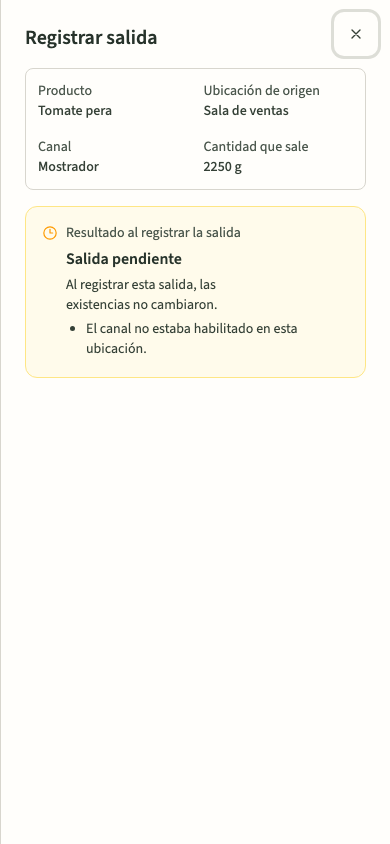 Registrar salida
Producto
Tomate pera
Ubicación de origen
Sala de ventas
Canal
Mostrador
Cantidad que sale
2250 g
Resultado al registrar la salida
Salida pendiente
Al registrar esta salida, las
existencias no cambiaron.
• El canal no estaba habilitado en esta
ubicación.